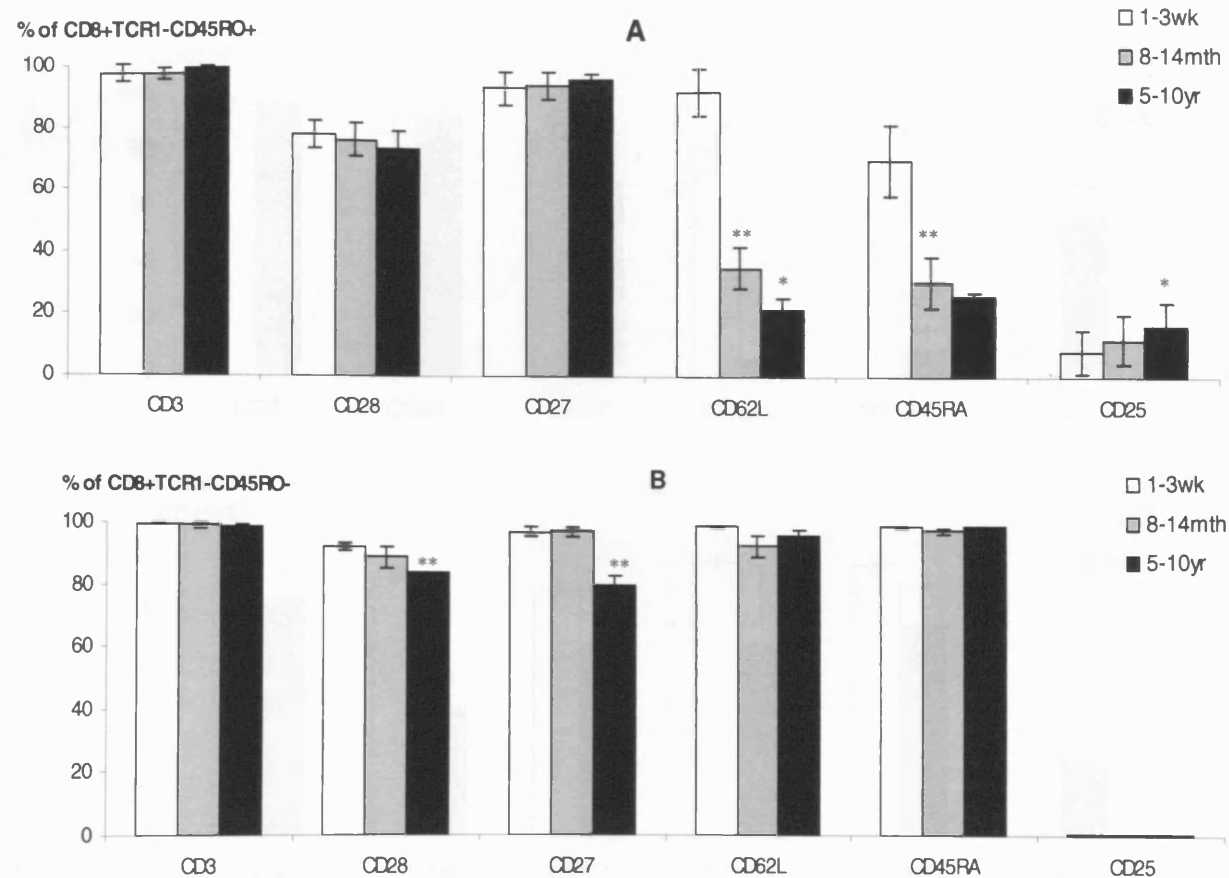 % of CD8+TCR1-CD45RO+
A
1-3wk
8-14mth
5-10yr
100
80
60
40
20
0
**
*
**
*
CD3
CD28
CD27
CD62L
CD45RA
CD25
% of CD8+TCR1-CD45RO-
B
1-3wk
8-14mth
5-10yr
100
80
60
40
20
0
**
**
CD3
CD28
CD27
CD62L
CD45RA
CD25